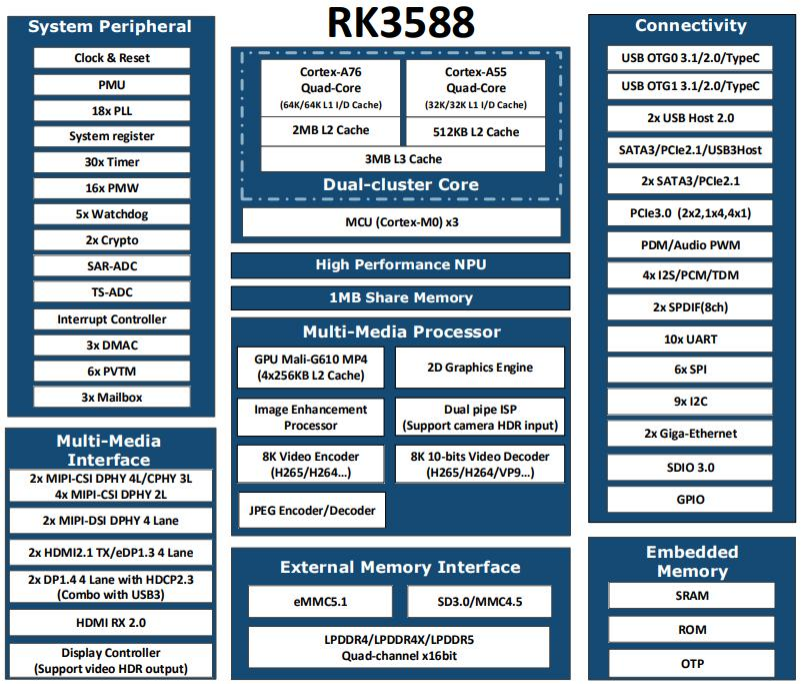 RK3588
System Peripheral
Clock & Reset
PMU
18x PLL
System register
30x Timer
16x PMW
5x Watchdog
2x Crypto
SAR-ADC
TS-ADC
Interrupt Controller
3x DMAC
6x PVTM
3x Mailbox
Multi-Media
Interface
2x MIPI-CSI DPHY 4L/CPHY 3L
4x MIPI-CSI DPHY 2L
2x MIPI-DSI DPHY 4 Lane
2x HDMI2.1 TX/eDP1.3 4 Lane
2x DP1.4 4 Lane with HDCP2.3
(Combo with USB3)
HDMI RX 2.0
Display Controller
(Support video HDR output)
Cortex-A76
Quad-Core
(64K/64K L1 I/D Cache)
2MB L2 Cache
Cortex-A55
Quad-Core
(32K/32K L1 I/D Cache)
512KB L2 Cache
3MB L3 Cache
Dual-cluster Core
MCU (Cortex-M0) x3
High Performance NPU
1MB Share Memory
Multi-Media Processor
GPU Mali-G610 MP4
(4x256KB L2 Cache)
2D Graphics Engine
Image Enhancement
Processor
Dual pipe ISP
(Support camera HDR input)
8K Video Encoder
(H265/H264...)
8K 10-bits Video Decoder
(H265/H264/VP9...)
JPEG Encoder/Decoder
External Memory Interface
eMMC5.1
SD3.0/MMC4.5
LPDDR4/LPDDR4X/LPDDR5
Quad-channel x16bit
Connectivity
USB OTG0 3.1/2.0/TypeC
USB OTG1 3.1/2.0/TypeC
2x USB Host 2.0
SATA3/PCIe2.1/USB3Host
2x SATA3/PCIe2.1
PCIe3.0 (2x2,1x4,4x1)
PDM/Audio PWM
4x I2S/PCM/TDM
2x SPDIF(8ch)
10x UART
6x SPI
9x I2C
2x Giga-Ethernet
SDIO 3.0
GPIO
Embedded
Memory
SRAM
ROM
OTP